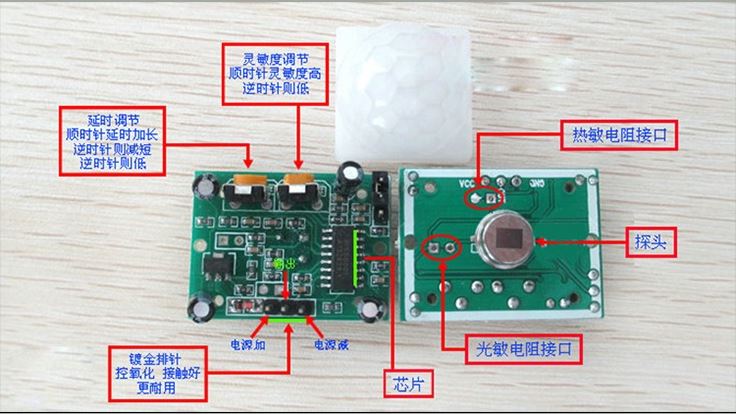 灵敏度调节
顺时针灵敏度高
逆时针则低
延时调节
顺时针延时加长
逆时针则减短
逆时针则低
热敏电阻接口
VCC
GND
探头
输出
电源加
电源减
光敏电阻接口
镀金排针
控氧化 接触好
更耐用
芯片